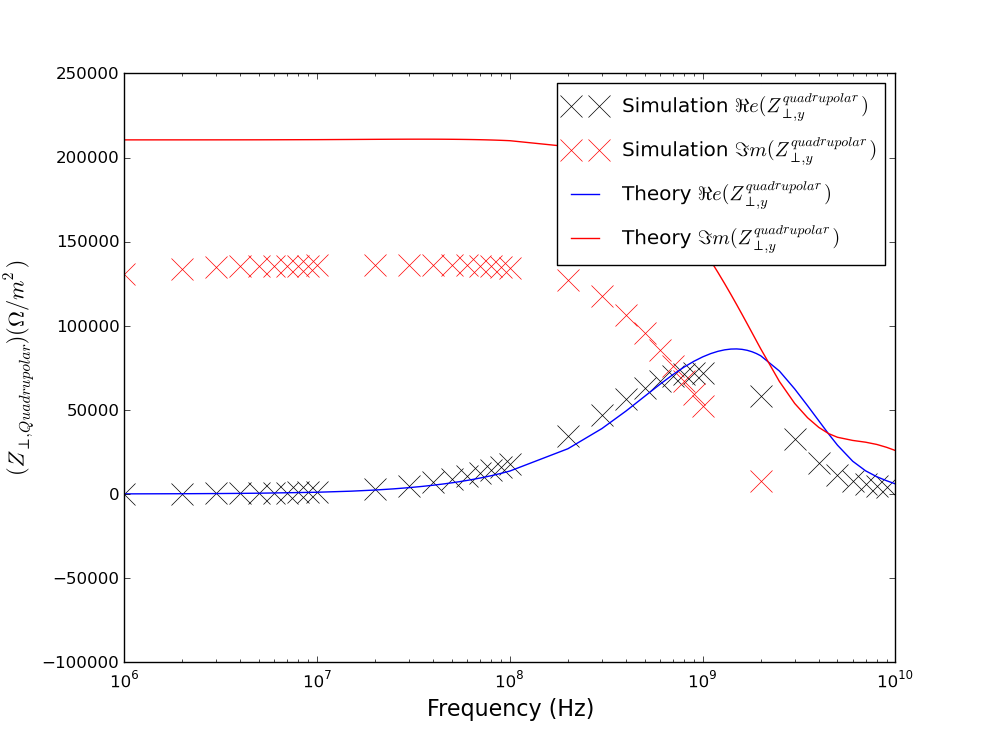 250000
200000
150000
100000
50000
0
−50000
−100000
10^6
10^7
10^8
10^9
10^10
Frequency (Hz)
(Z_{⊥,Quadrupolar})(Ω/m^2)
Simulation ℜe(Z_{⊥,y}^{quadrupolar})
Simulation ℑm(Z_{⊥,y}^{quadrupolar})
Theory ℜe(Z_{⊥,y}^{quadrupolar})
Theory ℑm(Z_{⊥,y}^{quadrupolar})